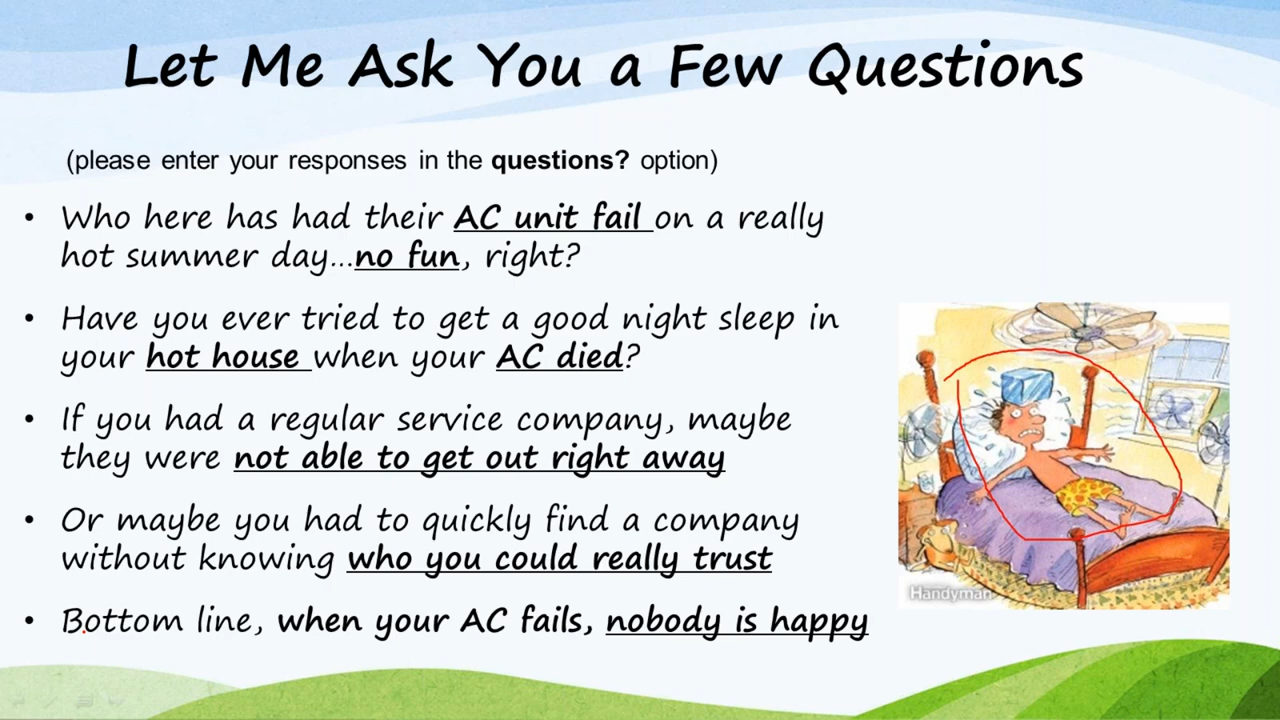 Let Me Ask You a Few Questions
(please enter your responses in the questions? option)
• Who here has had their AC unit fail on a really
hot summer day...no fun, right?
• Have you ever tried to get a good night sleep in
your hot house when your AC died?
• If you had a regular service company, maybe
they were not able to get out right away
• Or maybe you had to quickly find a company
without knowing who you could really trust
• Bottom line, when your AC fails, nobody is happy
Handyman